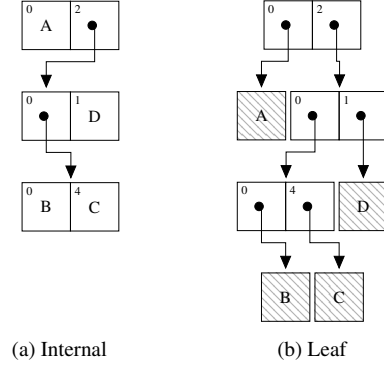 0 2 0 2
A
0 1 A 0 1
D
0 4 0 4 D
B C
B C
(a) Internal (b) Leaf